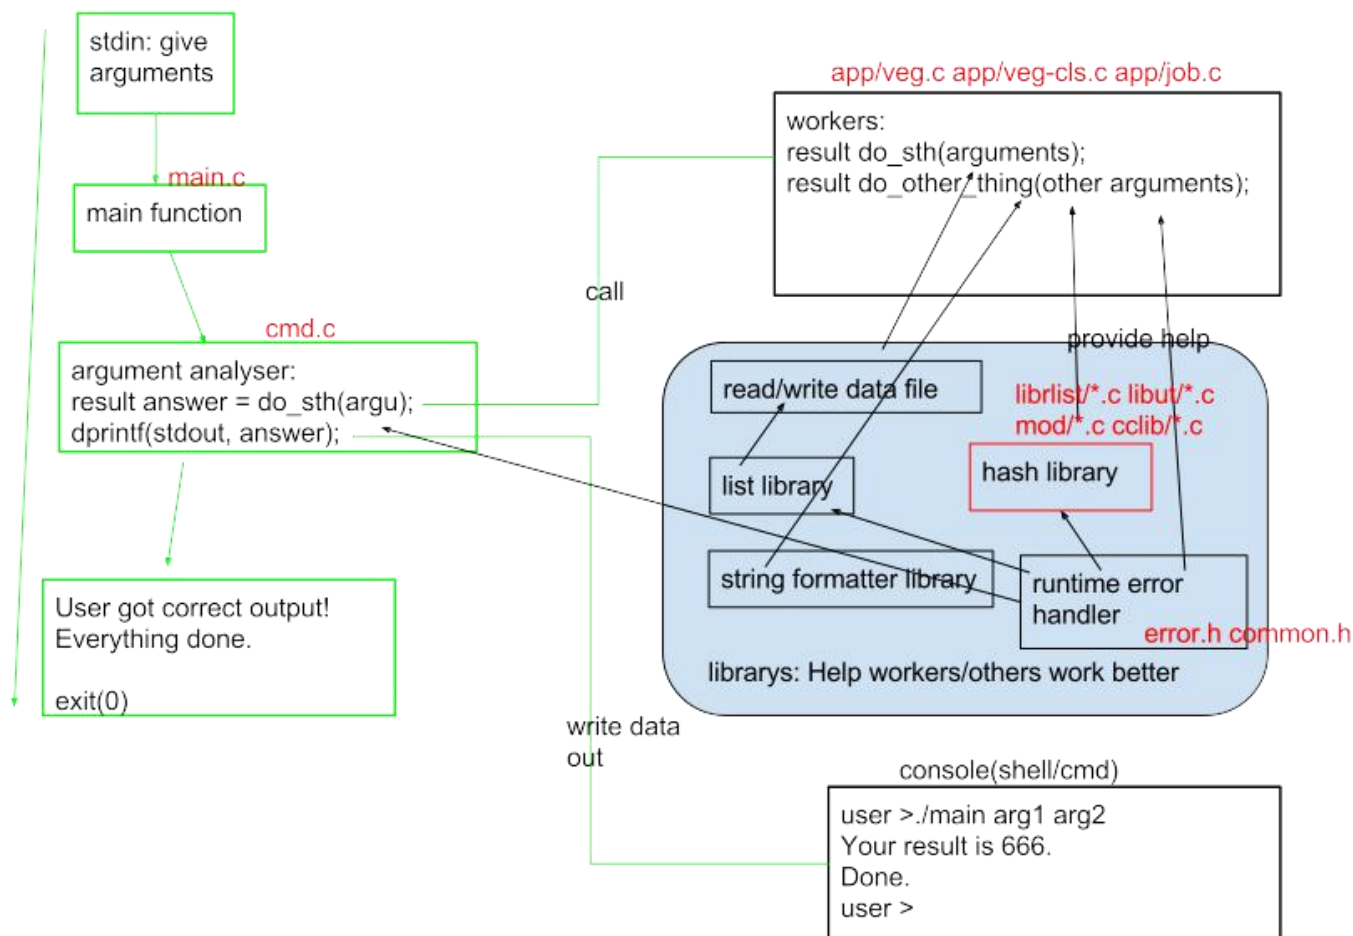 stdin: give
arguments
main.c
main function
cmd.c
argument analyser:
result answer = do_sth(argu);
dprintf(stdout, answer);
User got correct output!
Everything done.
exit(0)
call
write data
out
app/veg.c app/veg-cls.c app/job.c
workers:
result do_sth(arguments);
result do_other_thing(other arguments);
provide help
read/write data file
librlist/*.c libut/*.c
mod/*.c cclib/*.c
list library
hash library
string formatter library
runtime error
handler
error.h common.h
librarys: Help workers/others work better
console(shell/cmd)
user >./main arg1 arg2
Your result is 666.
Done.
user >